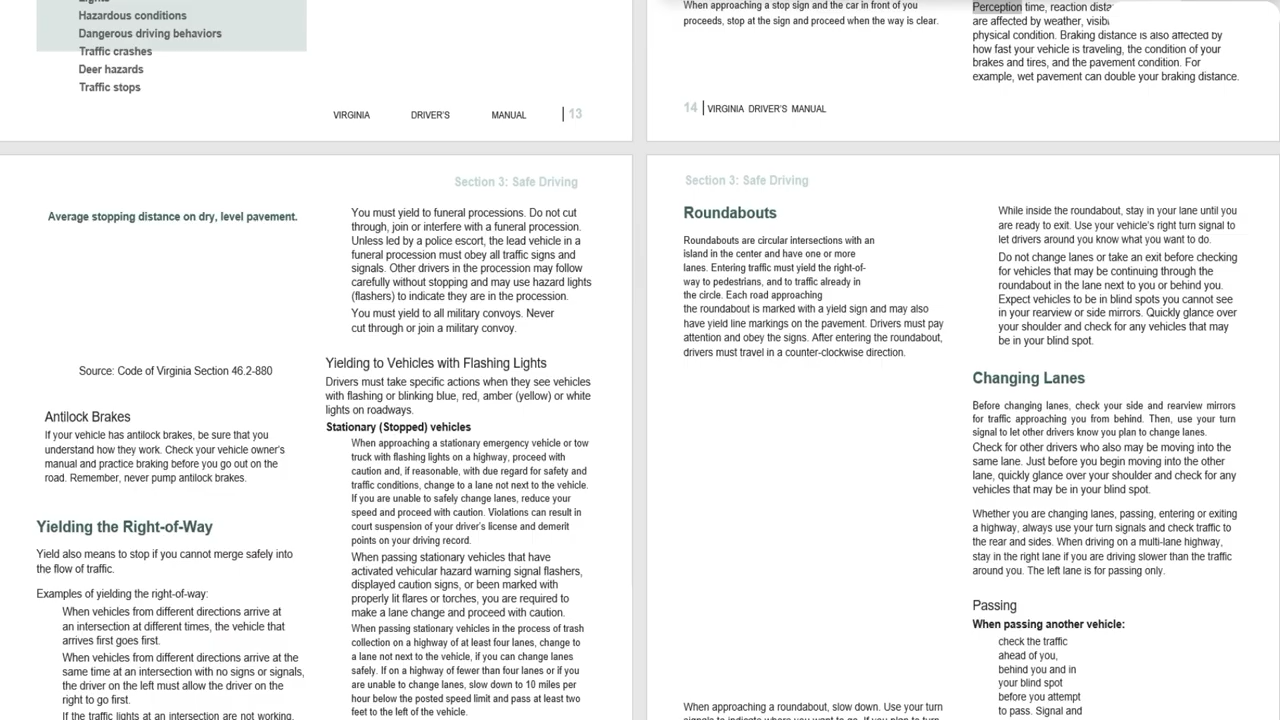 Hazardous conditions
Dangerous driving behaviors
Traffic crashes
Deer hazards
Traffic stops
VIRGINIA DRIVER'S MANUAL | 13
When approaching a stop sign and the car in front of you
proceeds, stop at the sign and proceed when the way is clear.
Perception time, reaction
are affected by weather,
physical condition. Braking distance is also affected by
how fast your vehicle is traveling, the condition of your
brakes and tires, and the pavement condition. For
example, wet pavement can double your braking distance.
14 | VIRGINIA DRIVER'S MANUAL
Section 3: Safe Driving
Average stopping distance on dry, level pavement.
Source: Code of Virginia Section 46.2-880
Antilock Brakes
If your vehicle has antilock brakes, be sure that you
understand how they work. Check your vehicle owner's
manual and practice braking before you go out on the
road. Remember, never pump antilock brakes.
Yielding the Right-of-Way
Yield also means to stop if you cannot merge safely into
the flow of traffic.
Examples of yielding the right-of-way:
When vehicles from different directions arrive at
an intersection at different times, the vehicle that
arrives first goes first.
When vehicles from different directions arrive at the
same time at an intersection with no signs or signals,
the driver on the left must allow the driver on the
right to go first.
If the traffic lights at an intersection are not working,
You must yield to funeral processions. Do not cut
through, join or interfere with a funeral procession.
Unless led by a police escort, the lead vehicle in a
funeral procession must obey all traffic signs and
signals. Other drivers in the procession may follow
carefully without stopping and may use hazard lights
(flashers) to indicate they are in the procession.
You must yield to all military convoys. Never
cut through or join a military convoy.
Yielding to Vehicles with Flashing Lights
Drivers must take specific actions when they see vehicles
with flashing or blinking blue, red, amber (yellow) or white
lights on roadways.
Stationary (Stopped) vehicles
When approaching a stationary emergency vehicle or tow
truck with flashing lights on a highway, proceed with
caution and, if reasonable, with due regard for safety and
traffic conditions, change to a lane not next to the vehicle.
If you are unable to safely change lanes, reduce your
speed and proceed with caution. Violations can result in
court suspension of your driver's license and demerit
points on your driving record.
When passing stationary vehicles that have
activated vehicular hazard warning signal flashers,
displayed caution signs, or been marked with
properly lit flares or torches, you are required to
make a lane change and proceed with caution.
When passing stationary vehicles in the process of trash
collection on a highway of at least four lanes, change to
a lane not next to the vehicle, if you can change lanes
safely. If on a highway of fewer than four lanes or if you
are unable to change lanes, slow down to 10 miles per
hour below the posted speed limit and pass at least two
feet to the left of the vehicle.
Section 3: Safe Driving
Roundabouts
Roundabouts are circular intersections with an
island in the center and have one or more
lanes. Entering traffic must yield the right-of-
way to pedestrians, and to traffic already in
the circle. Each road approaching
the roundabout is marked with a yield sign and may also
have yield line markings on the pavement. Drivers must pay
attention and obey the signs. After entering the roundabout,
drivers must travel in a counter-clockwise direction.
When approaching a roundabout, slow down. Use your turn
signals to indicate where you want to go. If you plan to turn
While inside the roundabout, stay in your lane until you
are ready to exit. Use your vehicle's right turn signal to
let drivers around you know what you want to do.
Do not change lanes or take an exit before checking
for vehicles that may be continuing through the
roundabout in the lane next to you or behind you.
Expect vehicles to be in blind spots you cannot see
in your rearview or side mirrors. Quickly glance over
your shoulder and check for any vehicles that may
be in your blind spot.
Changing Lanes
Before changing lanes, check your side and rearview mirrors
for traffic approaching you from behind. Then, use your turn
signal to let other drivers know you plan to change lanes.
Check for other drivers who also may be moving into the
same lane. Just before you begin moving into the other
lane, quickly glance over your shoulder and check for any
vehicles that may be in your blind spot.
Whether you are changing lanes, passing, entering or exiting
a highway, always use your turn signals and check traffic to
the rear and sides. When driving on a multi-lane highway,
stay in the right lane if you are driving slower than the traffic
around you. The left lane is for passing only.
Passing
When passing another vehicle:
check the traffic
ahead of you,
behind you and in
your blind spot
before you attempt
to pass. Signal and